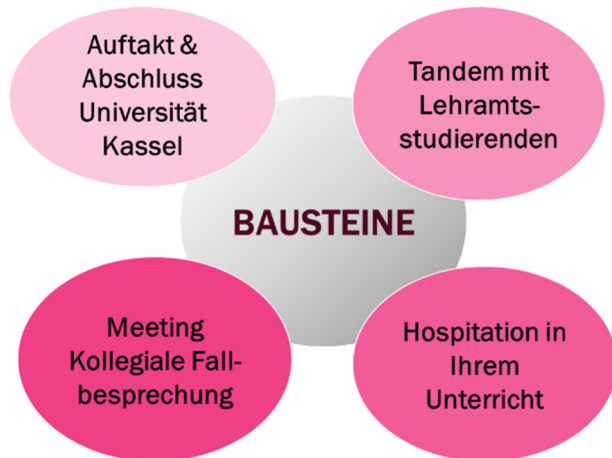 Auftakt &
Abschluss
Universität
Kassel
Tandem mit
Lehramts-
studierenden
BAUSTEINE
Meeting
Kollegiale Fall-
besprechung
Hospitation in
Ihrem
Unterricht